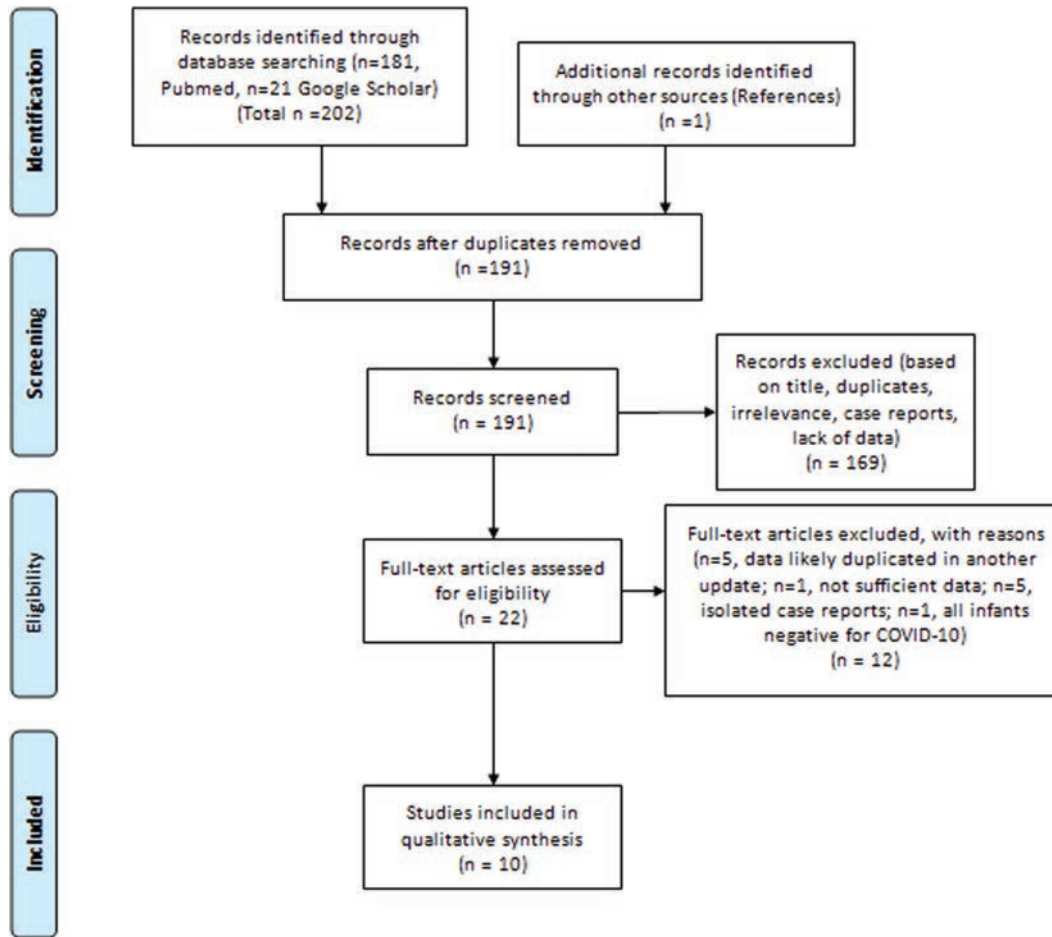 Identification
Records identified through
database searching (n=181,
Pubmed, n=21 Google Scholar)
(Total n =202)
Additional records identified
through other sources (References)
(n =1)
Records after duplicates removed
(n =191)
Screening
Records screened
(n = 191)
Records excluded (based
on title, duplicates,
irrelevance, case reports,
lack of data)
(n = 169)
Eligibility
Full-text articles assessed
for eligibility
(n = 22)
Full-text articles excluded, with reasons
(n=5, data likely duplicated in another
update; n=1, not sufficient data; n=5,
isolated case reports; n=1, all infants
negative for COVID-10)
(n = 12)
Included
Studies included in
qualitative synthesis
(n = 10)